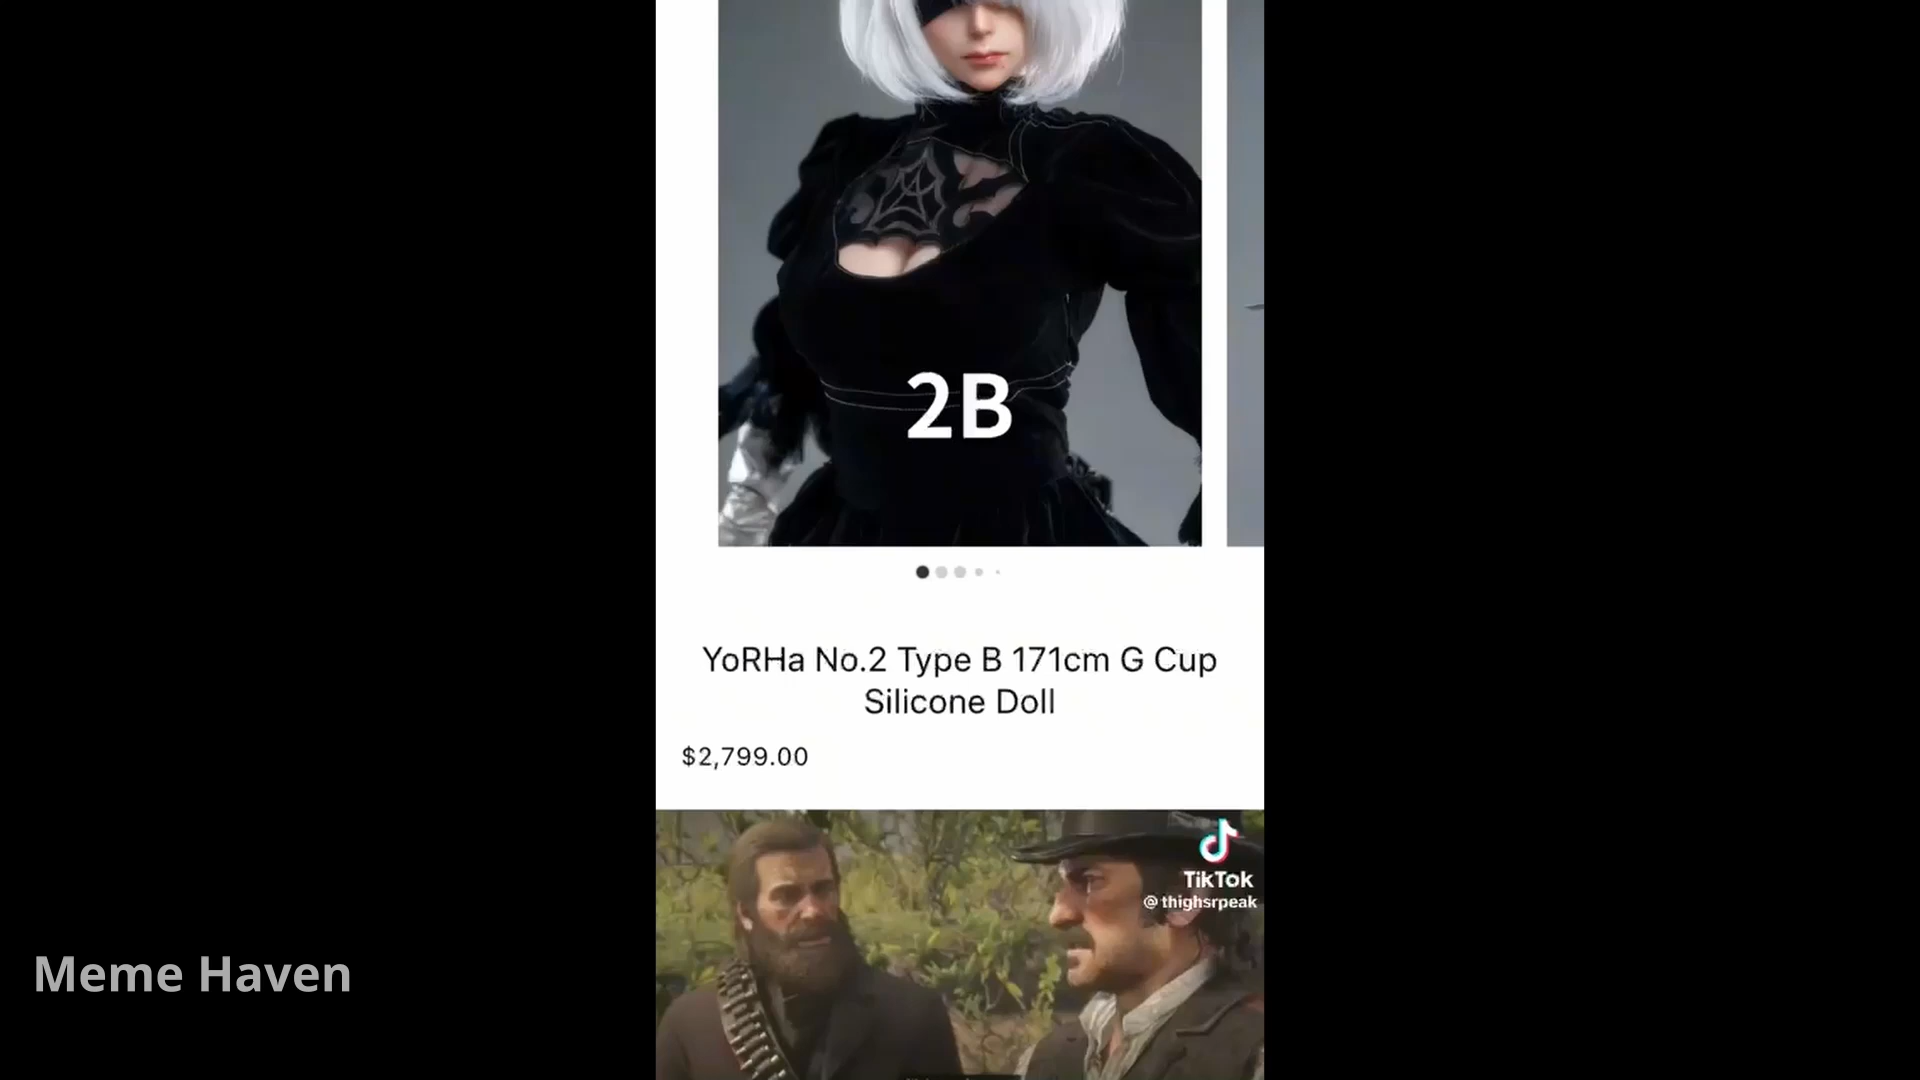 2B
YoRHa No.2 Type B 171cm G Cup
Silicone Doll
$2,799.00
TikTok
@thighsrpeak
Meme Haven